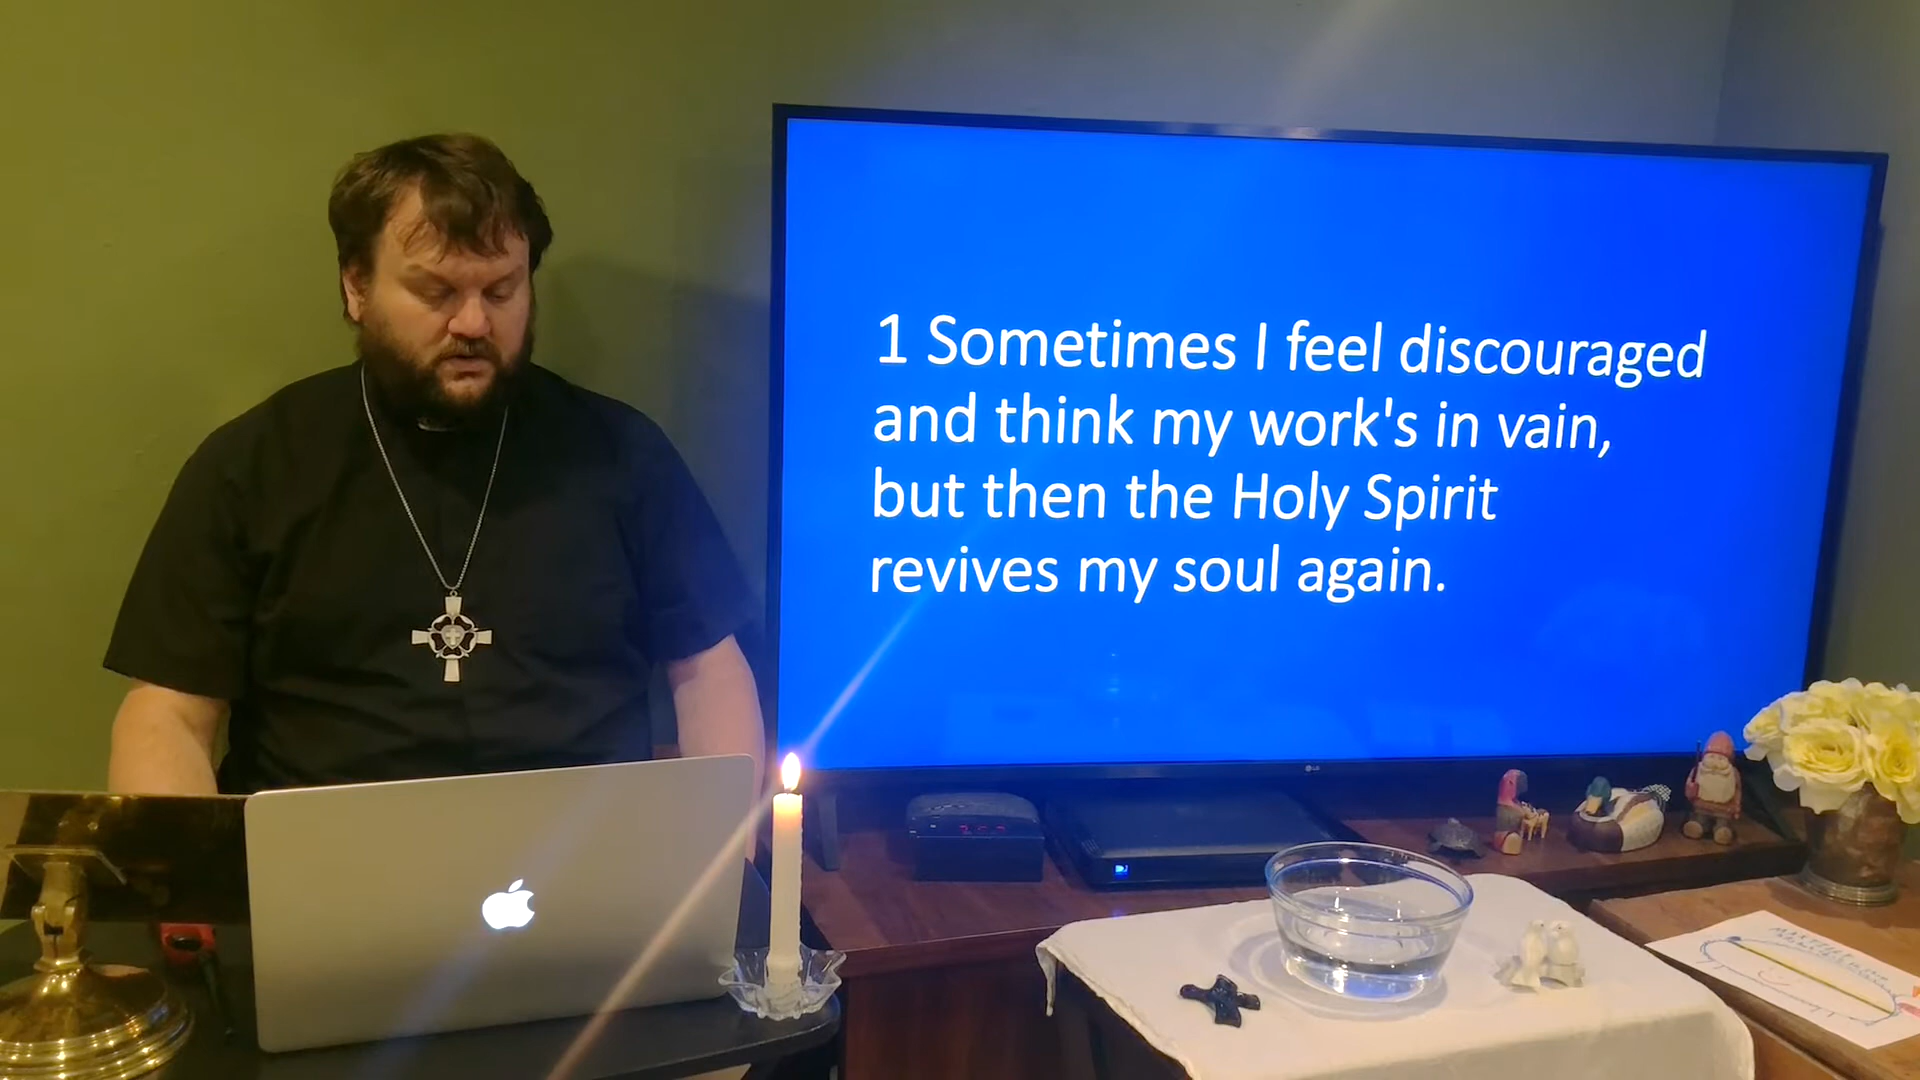 1 Sometimes I feel discouraged
and think my work's in vain,
but then the Holy Spirit
revives my soul again.
LG